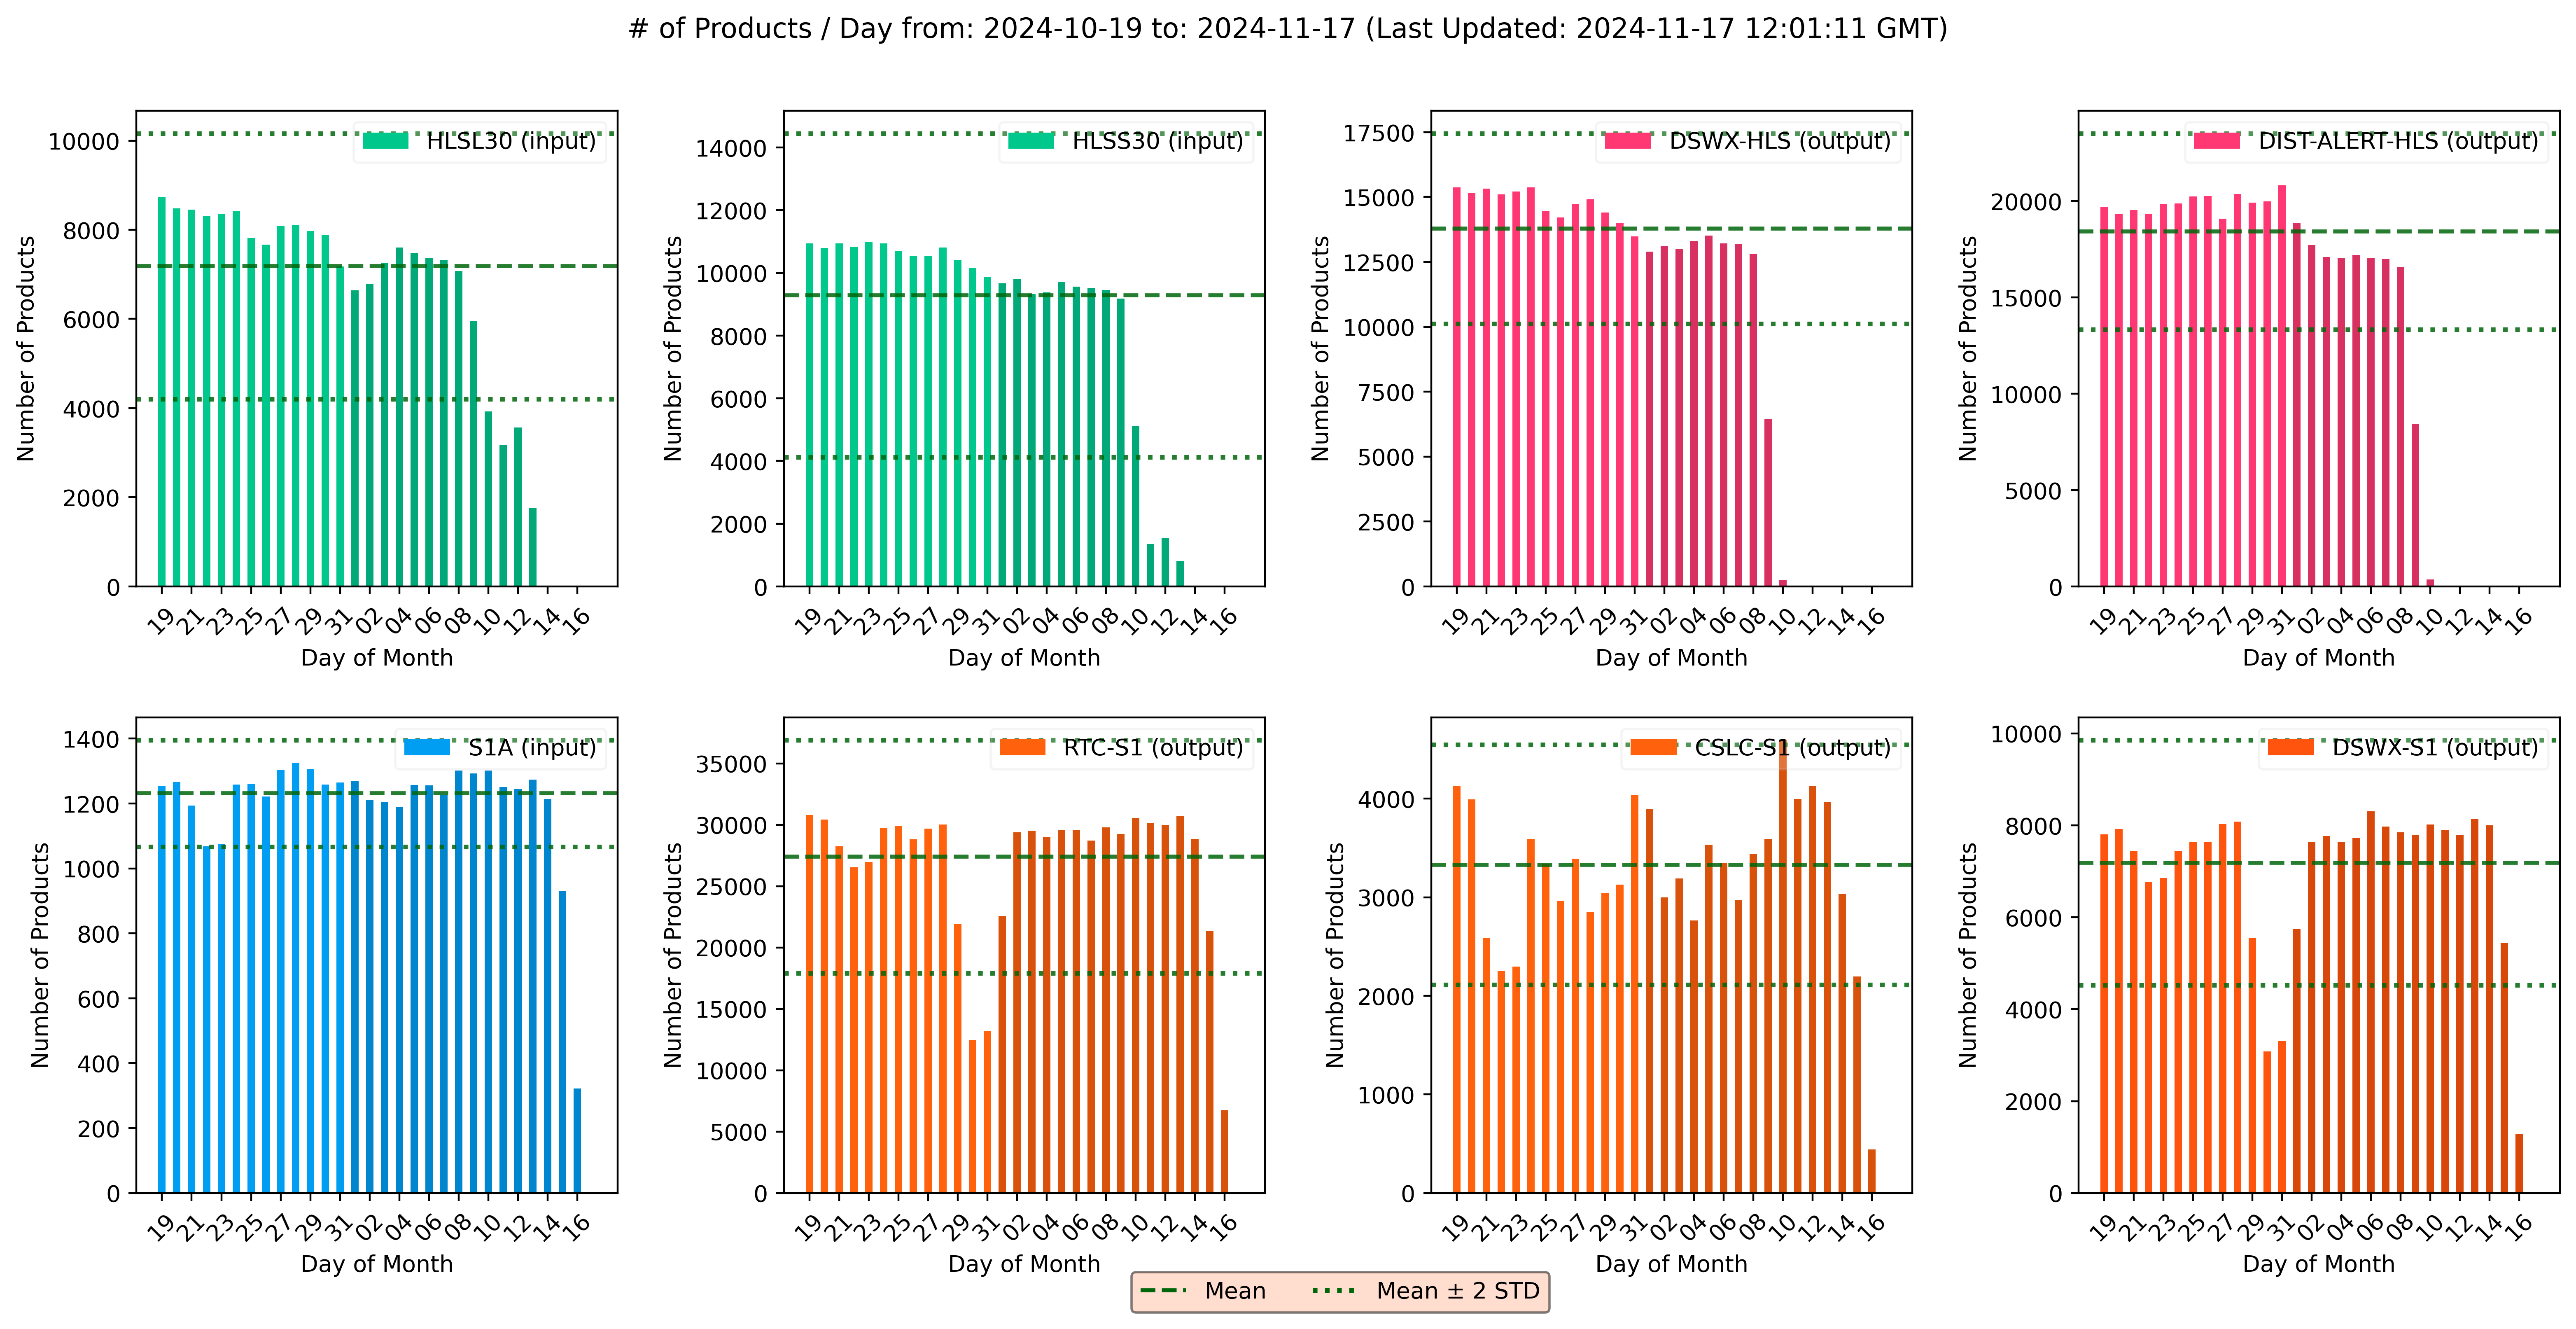 # of Products / Day from: 2024-10-19 to: 2024-11-17 (Last Updated: 2024-11-17 12:01:11 GMT)
HLSL30 (input)
Number of Products
10000
8000
6000
4000
2000
0
19 21 23 25 27 29 31 02 04 06 08 10 12 14 16
Day of Month
HLSS30 (input)
Number of Products
14000
12000
10000
8000
6000
4000
2000
0
19 21 23 25 27 29 31 02 04 06 08 10 12 14 16
Day of Month
DSWX-HLS (output)
Number of Products
17500
15000
12500
10000
7500
5000
2500
0
19 21 23 25 27 29 31 02 04 06 08 10 12 14 16
Day of Month
DIST-ALERT-HLS (output)
Number of Products
20000
15000
10000
5000
0
19 21 23 25 27 29 31 02 04 06 08 10 12 14 16
Day of Month
S1A (input)
Number of Products
1400
1200
1000
800
600
400
200
0
19 21 23 25 27 29 31 02 04 06 08 10 12 14 16
Day of Month
RTC-S1 (output)
Number of Products
35000
30000
25000
20000
15000
10000
5000
0
19 21 23 25 27 29 31 02 04 06 08 10 12 14 16
Day of Month
CSLC-S1 (output)
Number of Products
4000
3000
2000
1000
0
19 21 23 25 27 29 31 02 04 06 08 10 12 14 16
Day of Month
DSWX-S1 (output)
Number of Products
10000
8000
6000
4000
2000
0
19 21 23 25 27 29 31 02 04 06 08 10 12 14 16
Day of Month
Mean
Mean ± 2 STD